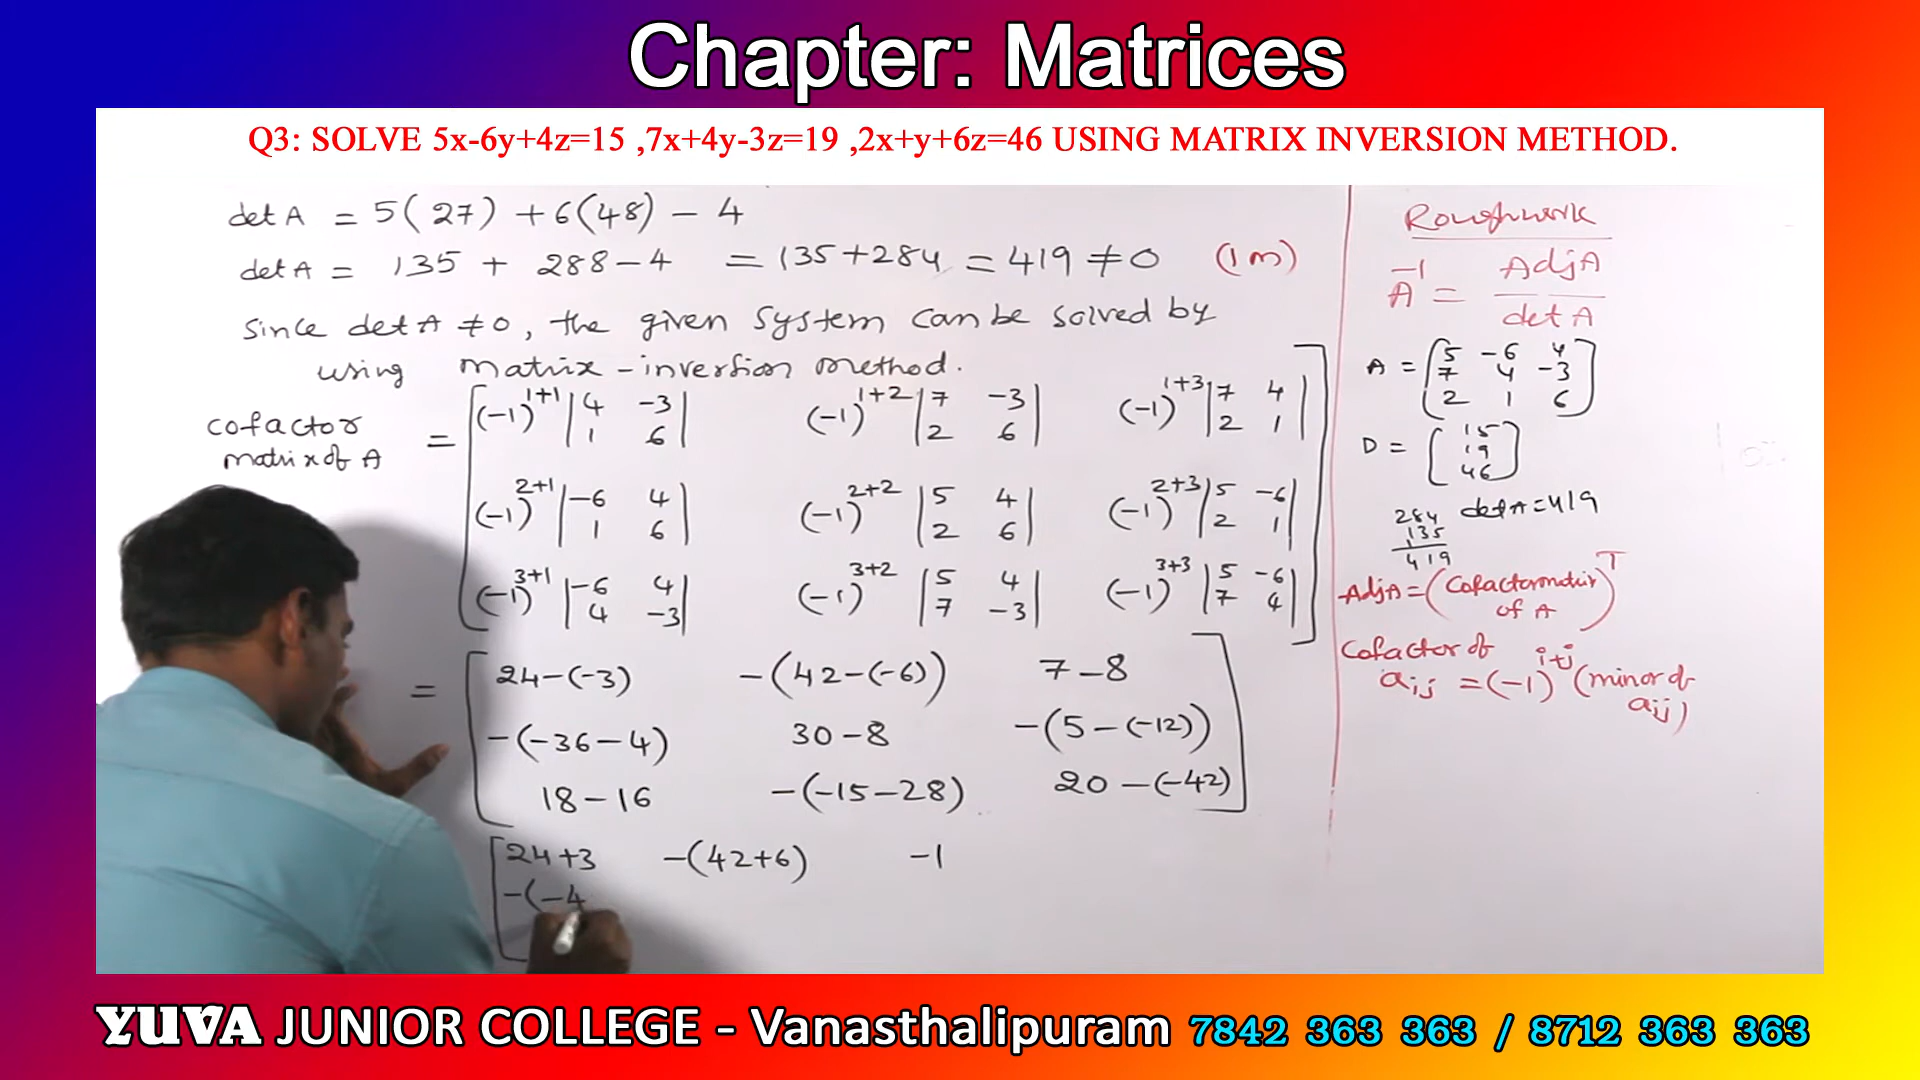 Chapter: Matrices
Q3: SOLVE 5x-6y+4z=15 ,7x+4y-3z=19 ,2x+y+6z=46 USING MATRIX INVERSION METHOD.
det A = 5(27) + 6(48) - 4
det A = 135 + 288-4 = 135+284 = 419 ≠ 0 (1m)
Since det A ≠ 0, the given system can be solved by
using matrix-inversion method.
cofactor matrix of A =
(-1)^1+1 |4 -3| (-1)^1+2 |7 -3| (-1)^1+3 |7 4|
|1 6| |2 6| |2 1|
(-1)^2+1 |-6 4| (-1)^2+2 |5 4| (-1)^2+3 |5 -6|
|1 6| |2 6| |2 1|
(-1)^3+1 |-6 4| (-1)^3+2 |5 4| (-1)^3+3 |5 -6|
|4 -3| |7 -3| |7 4|
= [24-(-3) -(42-(-6)) 7-8
-(-36-4) 30-8 -(5-(-12))
18-16 -(-15-28) 20-(-42)]
[24+3 -(42+6) -1
-(-4
Roughwork
A^-1 = AdjA
det A
A = [5 -6 4
7 4 -3
2 1 6]
D = [15
19
46]
284 det A = 419
135
419
AdjA = (Cofactor matrix of A)^T
Cofactor of
aij = (-1)^i+j (minor of
aij)
YUVA JUNIOR COLLEGE - Vanasthalipuram 7842 363 363 / 8712 363 363